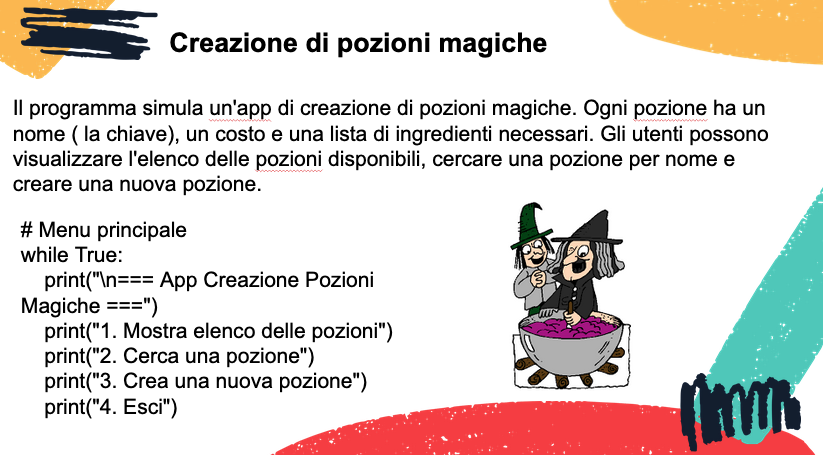 Creazione di pozioni magiche
Il programma simula un'app di creazione di pozioni magiche. Ogni pozione ha un
nome ( la chiave), un costo e una lista di ingredienti necessari. Gli utenti possono
visualizzare l'elenco delle pozioni disponibili, cercare una pozione per nome e
creare una nuova pozione.
# Menu principale
while True:
    print("\n=== App Creazione Pozioni
Magiche ===")
    print("1. Mostra elenco delle pozioni")
    print("2. Cerca una pozione")
    print("3. Crea una nuova pozione")
    print("4. Esci")